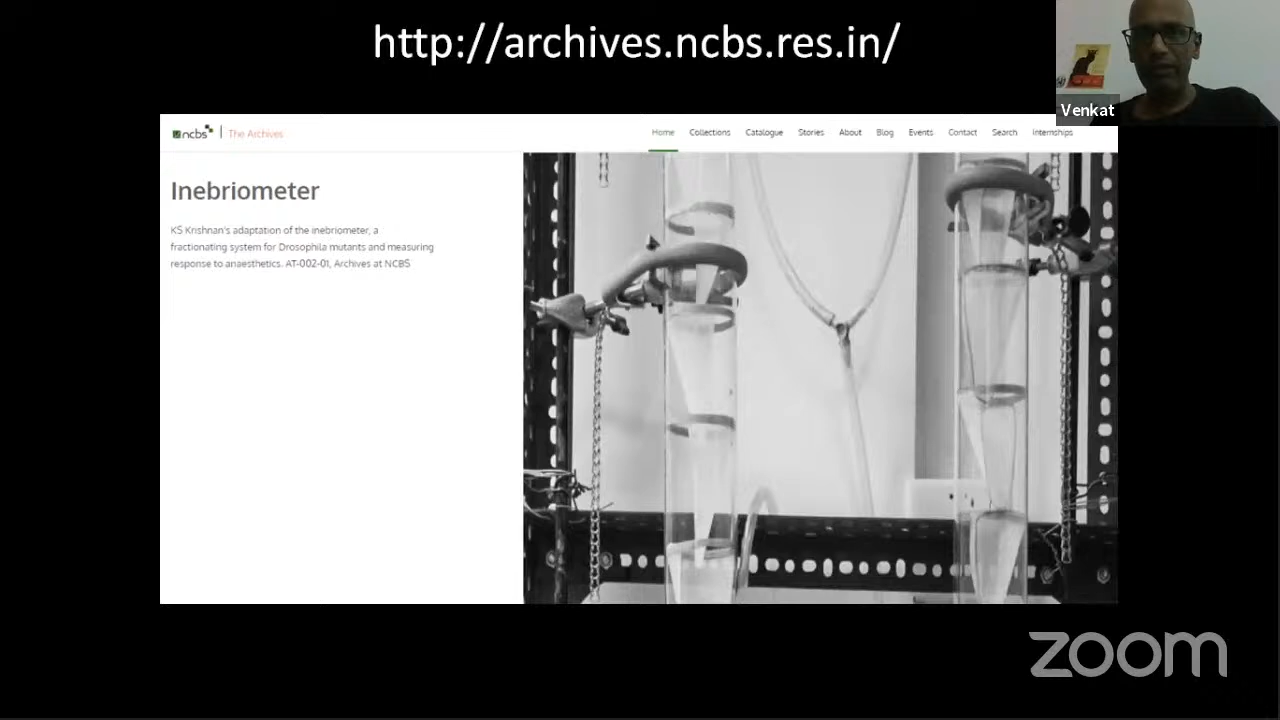 http://archives.ncbs.res.in/
Venkat
ncbs | The Archives
Home Collections Catalogue Stories About Blog Events Contact Search Internships
Inebriometer
KS Krishnan's adaptation of the inebriometer, a
fractionating system for Drosophila mutants and measuring
response to anaesthetics. AT-002-01, Archives at NCBS
zoom